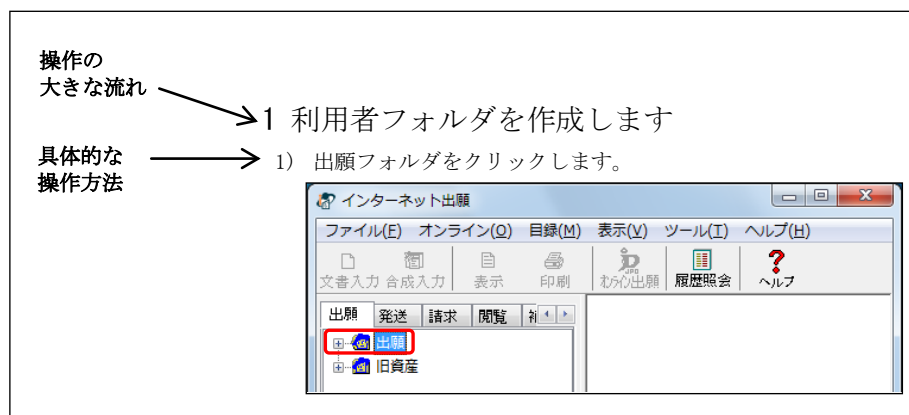 操作の
大きな流れ
1 利用者フォルダを作成します
具体的な
操作方法
1) 出願フォルダをクリックします。
インターネット出願
ファイル(F) オンライン(O) 目録(M) 表示(V) ツール(T) ヘルプ(H)
文書入力 合成入力 表示 印刷 むらくも出願 履歴照会 ヘルプ
出願 発送 請求 閲覧
出願
旧資産